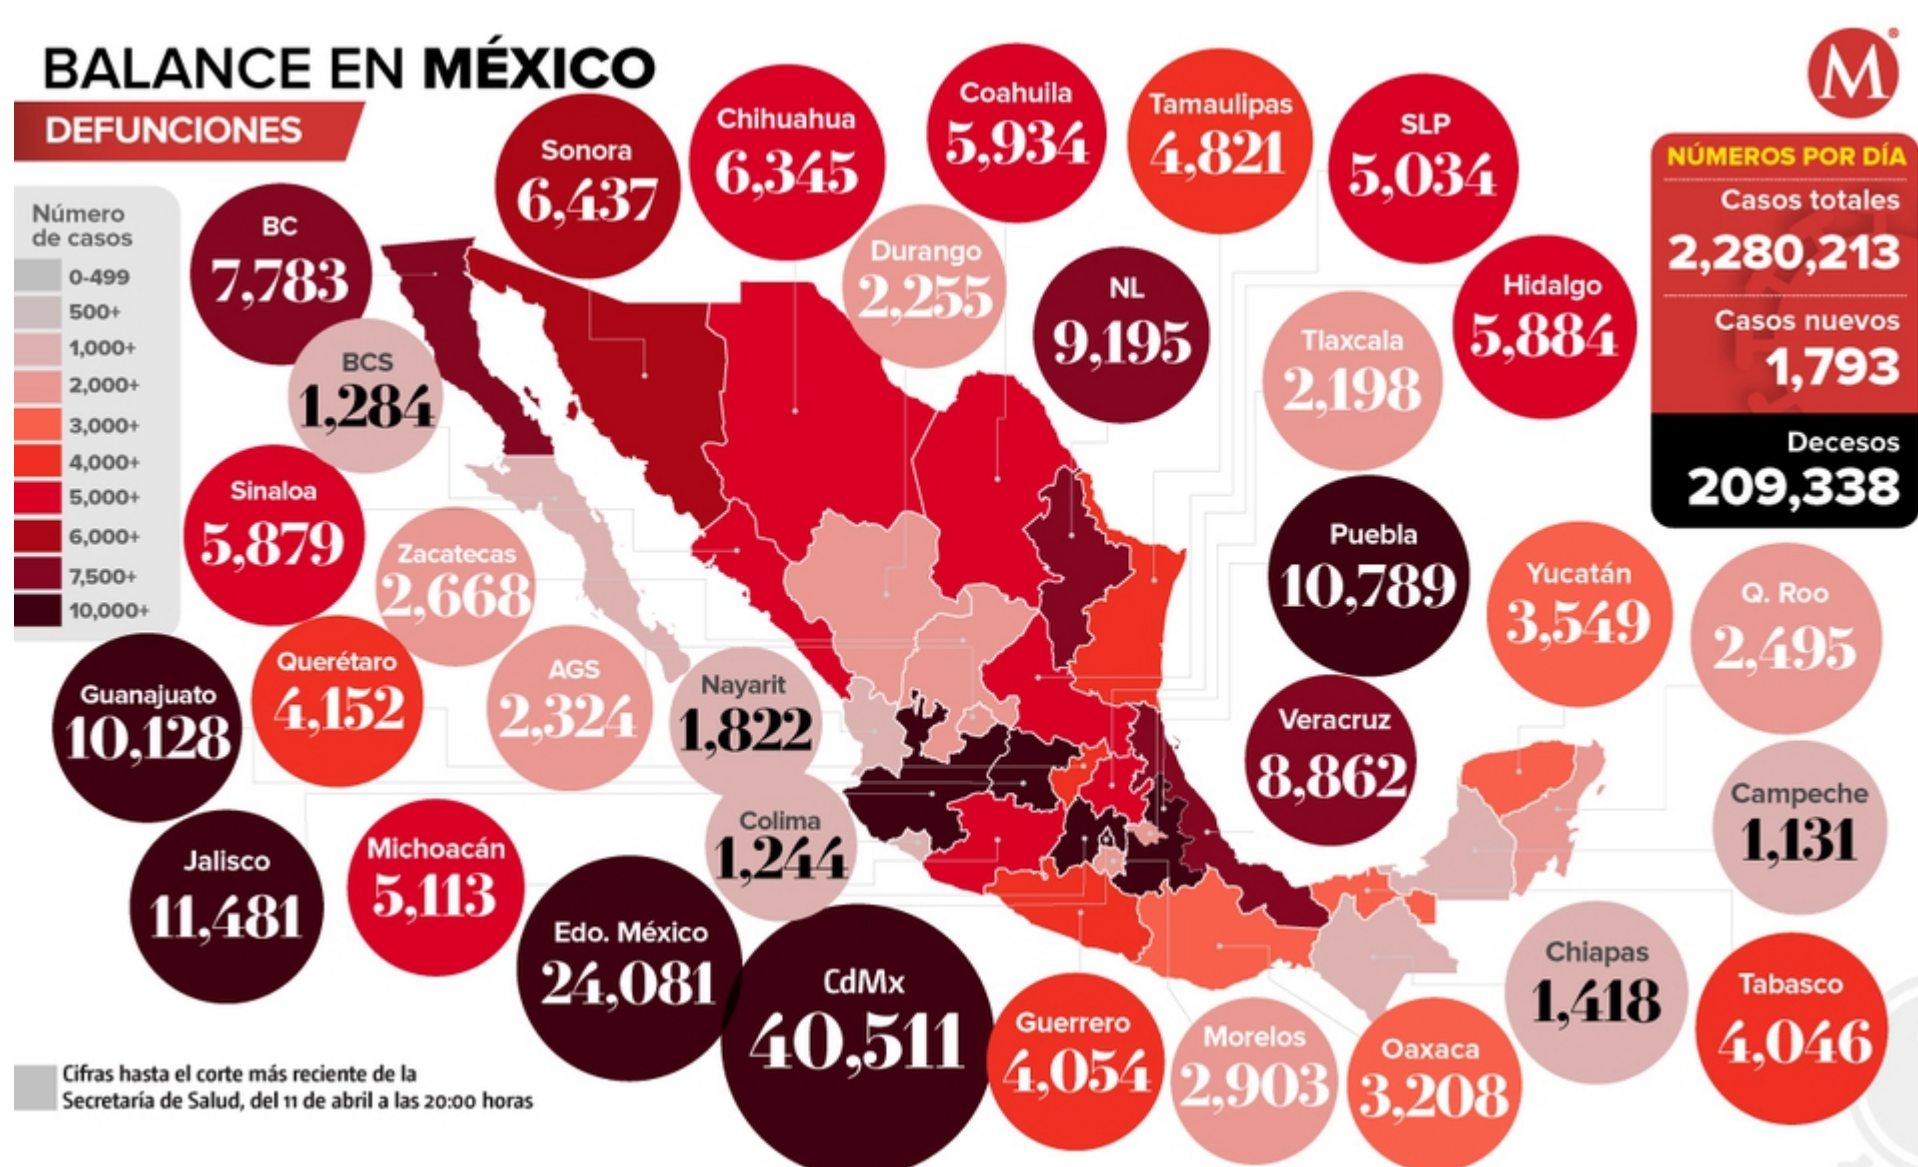 BALANCE EN MÉXICO
DEFUNCIONES
Número
de casos
0-499
500+
1,000+
2,000+
3,000+
4,000+
5,000+
6,000+
7,500+
10,000+
BC
7,783
BCS
1,284
Sonora
6,437
Chihuahua
6,345
Coahuila
5,934
Durango
2,255
Tamaulipas
4,821
NL
9,195
SLP
5,034
Hidalgo
5,884
Tlaxcala
2,198
M®
NÚMEROS POR DÍA
Casos totales
2,280,213
Casos nuevos
1,793
Decesos
209,338
Sinaloa
5,879
Zacatecas
2,668
Guanajuato
10,128
Querétaro
4,152
AGS
2,324
Nayarit
1,822
Colima
1,244
Jalisco
11,481
Michoacán
5,113
Edo. México
24,081
CdMx
40,511
Puebla
10,789
Veracruz
8,862
Yucatán
3,549
Q. Roo
2,495
Campeche
1,131
Chiapas
1,418
Tabasco
4,046
Guerrero
4,054
Morelos
2,903
Oaxaca
3,208
Cifras hasta el corte más reciente de la
Secretaría de Salud, del 11 de abril a las 20:00 horas